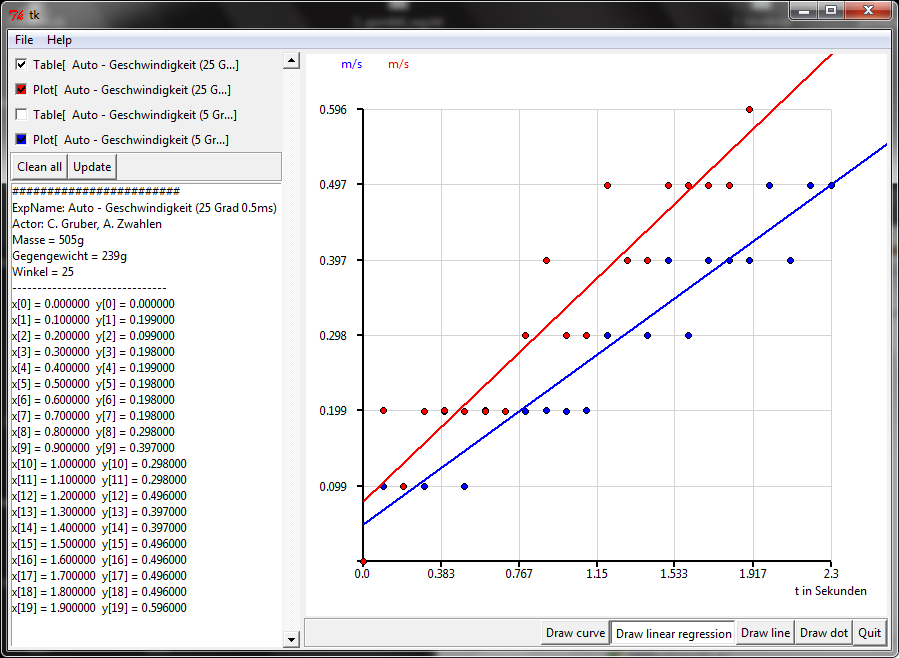 tk
File Help
Table[ Auto - Geschwindigkeit (25 G...]
Plot[ Auto - Geschwindigkeit (25 G...]
Table[ Auto - Geschwindigkeit (5 Gr...]
Plot[ Auto - Geschwindigkeit (5 Gr...]
Clean all Update
########################
ExpName: Auto - Geschwindigkeit (25 Grad 0.5ms)
Actor: C. Gruber, A. Zwahlen
Masse = 505g
Gegengewicht = 239g
Winkel = 25
-------------------------------
x[0] = 0.000000 y[0] = 0.000000
x[1] = 0.100000 y[1] = 0.199000
x[2] = 0.200000 y[2] = 0.099000
x[3] = 0.300000 y[3] = 0.198000
x[4] = 0.400000 y[4] = 0.199000
x[5] = 0.500000 y[5] = 0.198000
x[6] = 0.600000 y[6] = 0.198000
x[7] = 0.700000 y[7] = 0.198000
x[8] = 0.800000 y[8] = 0.298000
x[9] = 0.900000 y[9] = 0.397000
x[10] = 1.000000 y[10] = 0.298000
x[11] = 1.100000 y[11] = 0.298000
x[12] = 1.200000 y[12] = 0.496000
x[13] = 1.300000 y[13] = 0.397000
x[14] = 1.400000 y[14] = 0.397000
x[15] = 1.500000 y[15] = 0.496000
x[16] = 1.600000 y[16] = 0.496000
x[17] = 1.700000 y[17] = 0.496000
x[18] = 1.800000 y[18] = 0.496000
x[19] = 1.900000 y[19] = 0.596000
m/s m/s
0.596
0.497
0.397
0.298
0.199
0.099
0.0 0.383 0.767 1.15 1.533 1.917 2.3
t in Sekunden
Draw curve Draw linear regression Draw line Draw dot Quit